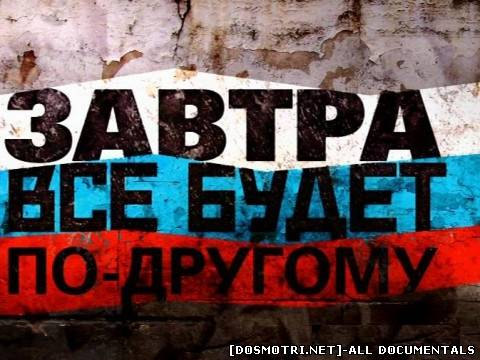 ЗАВТРА
ВСЕ БУДЕТ
ПО-ДРУГОМУ
[DOSMOTRI.NET]-ALL DOCUMENTALS